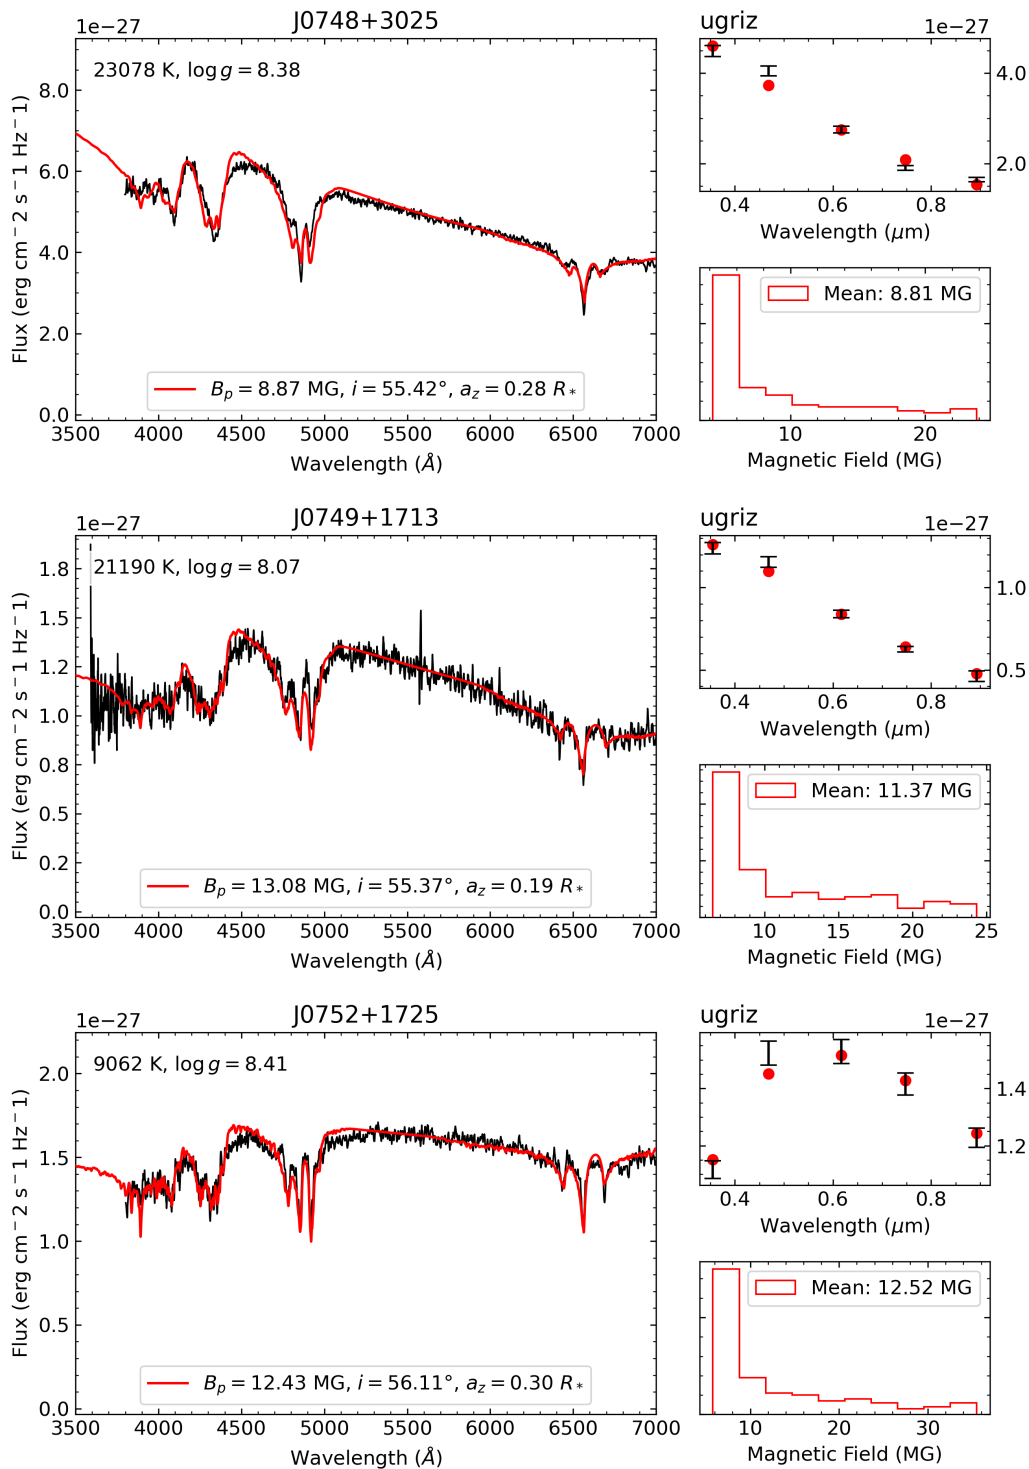 1e−27 J0748+3025
23078 K, log g = 8.38
Flux (erg cm−2 s−1 Hz−1)
8.0
6.0
4.0
2.0
0.0
B_p = 8.87 MG, i = 55.42°, a_z = 0.28 R_*
3500 4000 4500 5000 5500 6000 6500 7000
Wavelength (Å)
ugriz 1e−27
4.0
2.0
0.4 0.6 0.8
Wavelength (μm)
Mean: 8.81 MG
10 20
Magnetic Field (MG)
1e−27 J0749+1713
21190 K, log g = 8.07
Flux (erg cm−2 s−1 Hz−1)
1.8
1.5
1.2
1.0
0.8
0.5
0.2
0.0
B_p = 13.08 MG, i = 55.37°, a_z = 0.19 R_*
3500 4000 4500 5000 5500 6000 6500 7000
Wavelength (Å)
ugriz 1e−27
1.0
0.5
0.4 0.6 0.8
Wavelength (μm)
Mean: 11.37 MG
10 15 20 25
Magnetic Field (MG)
1e−27 J0752+1725
9062 K, log g = 8.41
Flux (erg cm−2 s−1 Hz−1)
2.0
1.5
1.0
0.5
0.0
B_p = 12.43 MG, i = 56.11°, a_z = 0.30 R_*
3500 4000 4500 5000 5500 6000 6500 7000
Wavelength (Å)
ugriz 1e−27
1.4
1.2
0.4 0.6 0.8
Wavelength (μm)
Mean: 12.52 MG
10 20 30
Magnetic Field (MG)